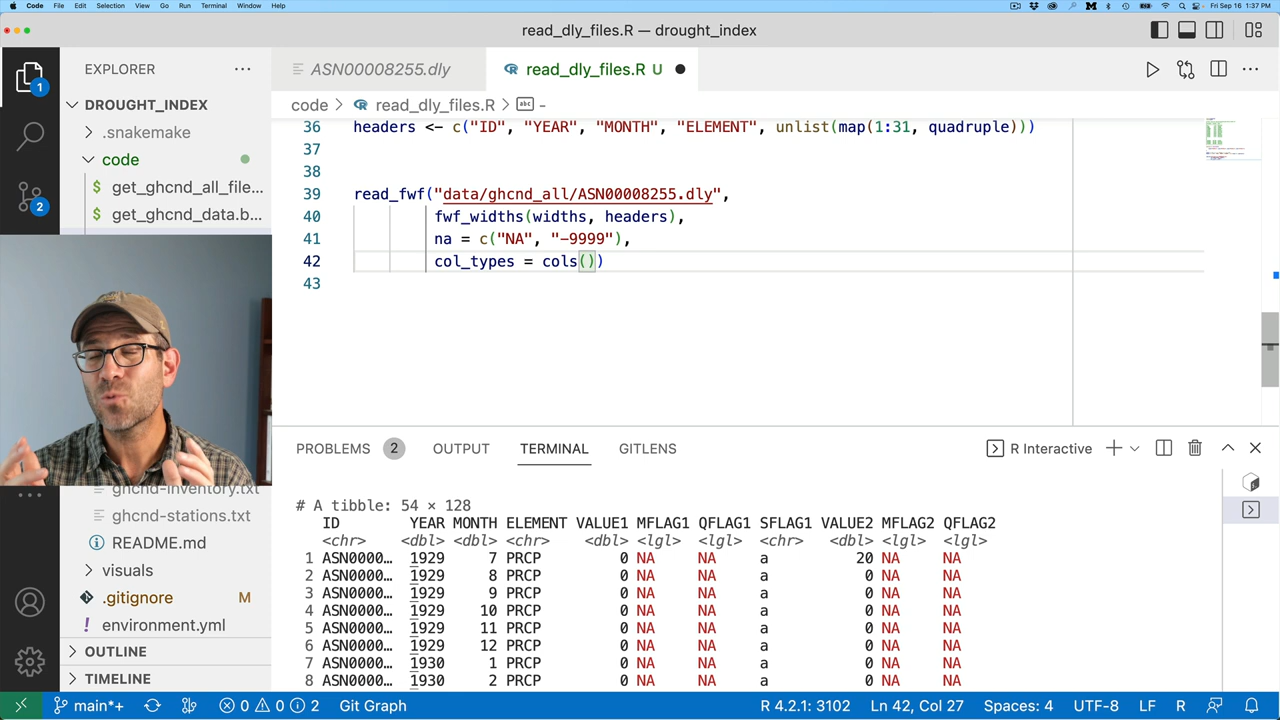 Code File Edit Selection View Go Run Terminal Window Help
Fri Sep 16 1:37 PM
read_dly_files.R — drought_index
EXPLORER
ASN00008255.dly
read_dly_files.R U
DROUGHT_INDEX
code > read_dly_files.R > abc -
.snakemake
code
get_ghcnd_all_file...
get_ghcnd_data.b...
1
2
36 headers <- c("ID", "YEAR", "MONTH", "ELEMENT", unlist(map(1:31, quadruple)))
37
38
39 read_fwf("data/ghcnd_all/ASN00008255.dly",
40 fwf_widths(widths, headers),
41 na = c("NA", "-9999"),
42 col_types = cols())
43
ghcnd-inventory.txt
ghcnd-stations.txt
README.md
visuals
.gitignore M
environment.yml
OUTLINE
TIMELINE
PROBLEMS 2 OUTPUT TERMINAL GITLENS
R Interactive
# A tibble: 54 × 128
ID YEAR MONTH ELEMENT VALUE1 MFLAG1 QFLAG1 SFLAG1 VALUE2 MFLAG2 QFLAG2
<chr> <dbl> <dbl> <chr> <dbl> <lgl> <lgl> <chr> <dbl> <lgl> <lgl>
1 ASN0000… 1929 7 PRCP 0 NA NA a 20 NA NA
2 ASN0000… 1929 8 PRCP 0 NA NA a 0 NA NA
3 ASN0000… 1929 9 PRCP 0 NA NA a 0 NA NA
4 ASN0000… 1929 10 PRCP 0 NA NA a 0 NA NA
5 ASN0000… 1929 11 PRCP 0 NA NA a 0 NA NA
6 ASN0000… 1929 12 PRCP 0 NA NA a 0 NA NA
7 ASN0000… 1930 1 PRCP 0 NA NA a 0 NA NA
8 ASN0000… 1930 2 PRCP 0 NA NA a 0 NA NA
main*+ 0 0 2 Git Graph
R 4.2.1: 3102 Ln 42, Col 27 Spaces: 4 UTF-8 LF R